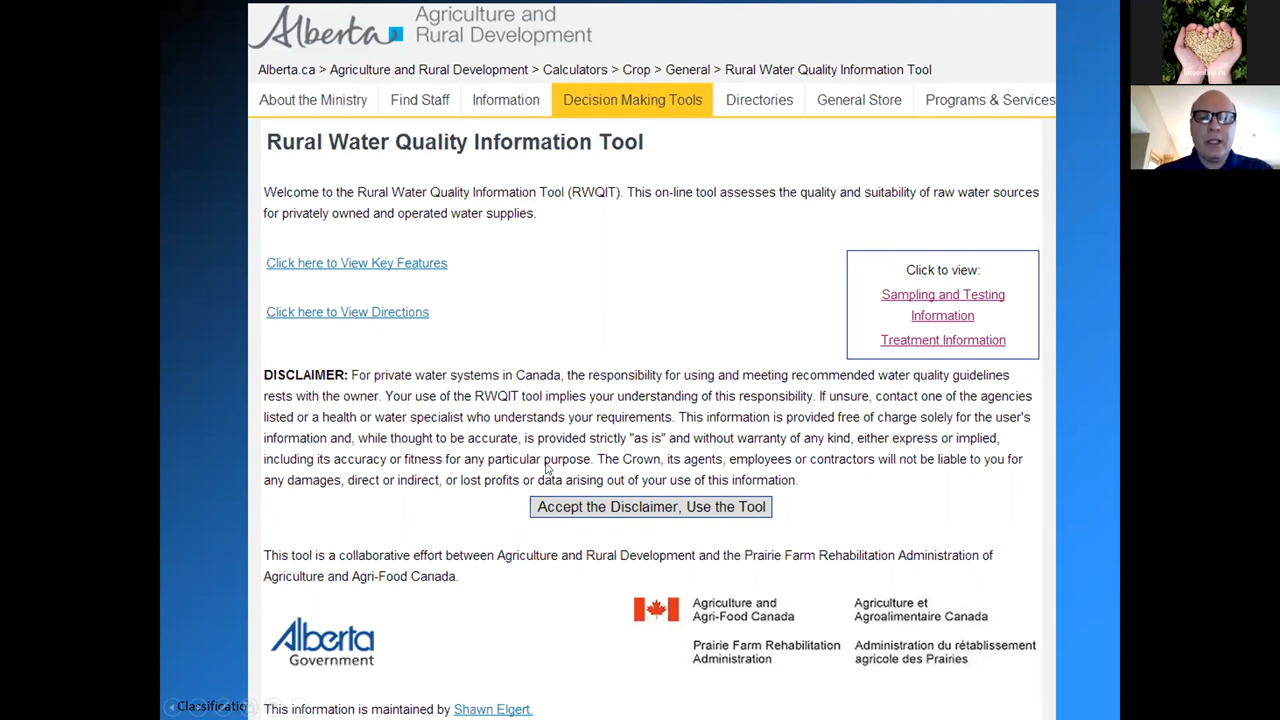 Alberta
Agriculture and
Rural Development
Alberta.ca > Agriculture and Rural Development > Calculators > Crop > General > Rural Water Quality Information Tool
About the Ministry
Find Staff
Information
Decision Making Tools
Directories
General Store
Programs & Services
Rural Water Quality Information Tool
Welcome to the Rural Water Quality Information Tool (RWQIT). This on-line tool assesses the quality and suitability of raw water sources
for privately owned and operated water supplies.
Click here to View Key Features
Click here to View Directions
Click to view:
Sampling and Testing
Information
Treatment Information
DISCLAIMER: For private water systems in Canada, the responsibility for using and meeting recommended water quality guidelines
rests with the owner. Your use of the RWQIT tool implies your understanding of this responsibility. If unsure, contact one of the agencies
listed or a health or water specialist who understands your requirements. This information is provided free of charge solely for the user's
information and, while thought to be accurate, is provided strictly "as is" and without warranty of any kind, either express or implied,
including its accuracy or fitness for any particular purpose. The Crown, its agents, employees or contractors will not be liable to you for
any damages, direct or indirect, or lost profits or data arising out of your use of this information.
Accept the Disclaimer, Use the Tool
This tool is a collaborative effort between Agriculture and Rural Development and the Prairie Farm Rehabilitation Administration of
Agriculture and Agri-Food Canada.
Alberta
Government
Agriculture and
Agri-Food Canada
Agriculture et
Agroalimentaire Canada
Prairie Farm Rehabilitation
Administration
Administration du rétablissement
agricole des Prairies
Classificatio
This information is maintained by Shawn Elgert.